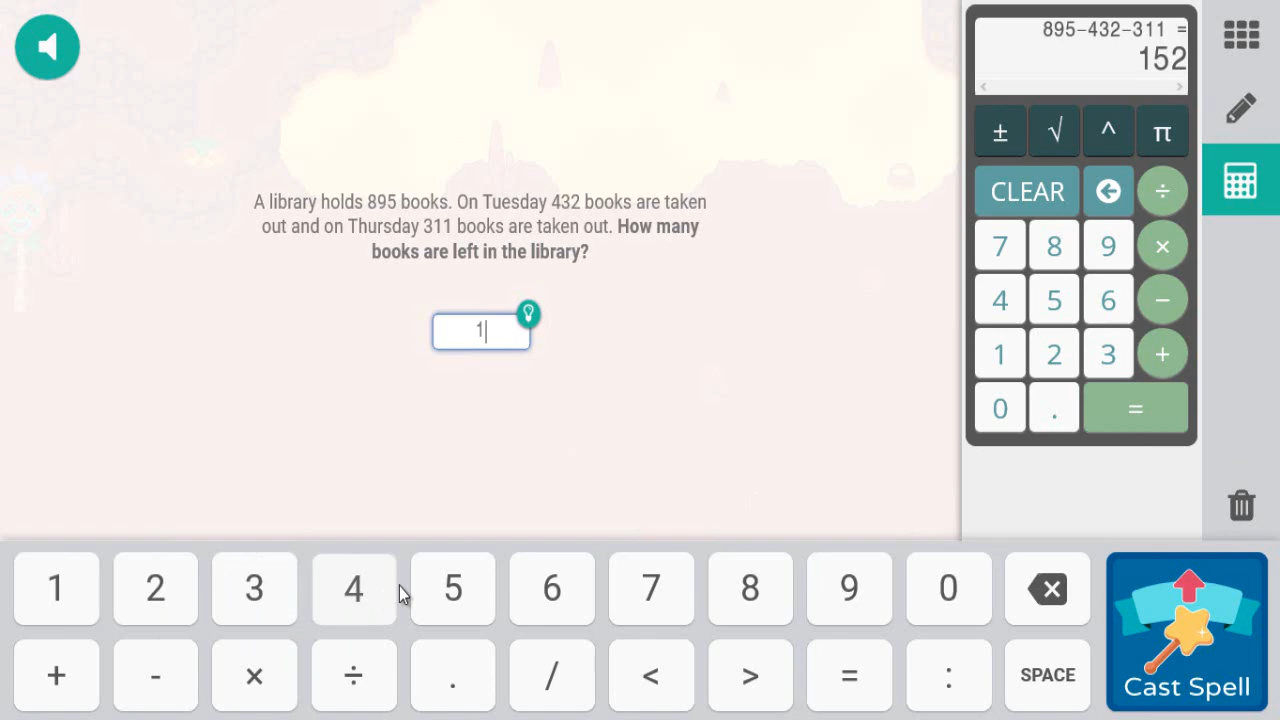 895-432-311 =
152
± √ ^ π
CLEAR ÷
7 8 9 ×
4 5 6 −
1 2 3 +
0 . =
A library holds 895 books. On Tuesday 432 books are taken
out and on Thursday 311 books are taken out. How many
books are left in the library?
1
1 2 3 4 5 6 7 8 9 0
+ - × ÷ . / < > = : SPACE
Cast Spell